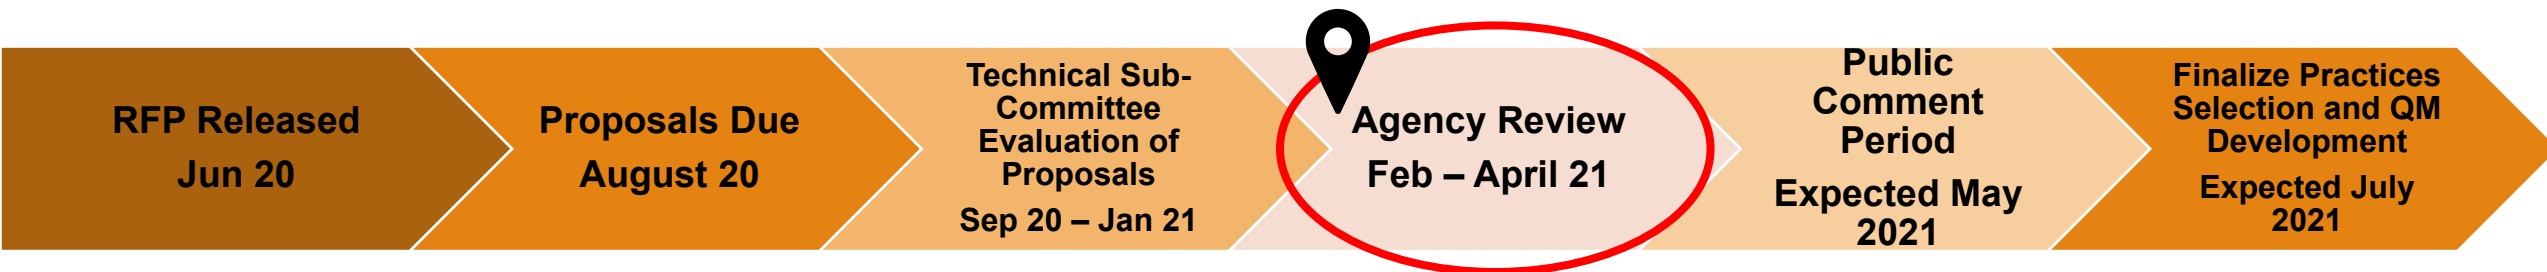 RFP Released
Jun 20
Proposals Due
August 20
Technical Sub-
Committee
Evaluation of
Proposals
Sep 20 – Jan 21
Agency Review
Feb – April 21
Public
Comment
Period
Expected May
2021
Finalize Practices
Selection and QM
Development
Expected July
2021